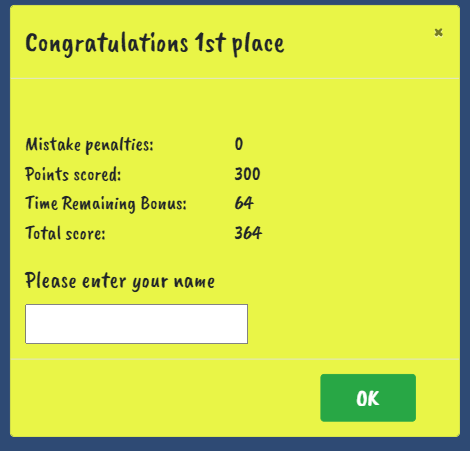 Congratulations 1st place ×
Mistake penalties: 0
Points scored: 300
Time Remaining Bonus: 64
Total score: 364
Please enter your name
OK